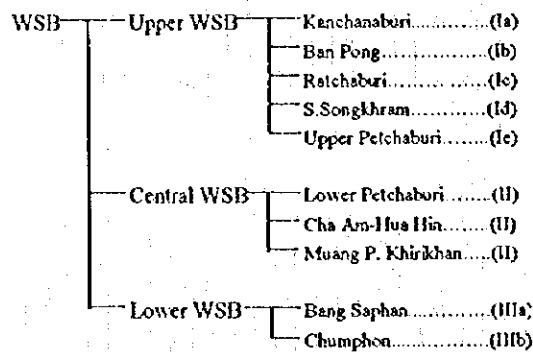 WSB Upper WSB Kanchanaburi..........(Ia)
Ban Pong................(Ib)
Ratchaburi..............(Ic)
S.Songkhram.........(Id)
Upper Petchaburi.......(Ie)
Central WSB Lower Petchaburi.......(II)
Cha Am-Hua Hin........(II)
Muang P. Khirikhan.....(II)
Lower WSB Bang Saphan............(IIIa)
Chumphon..............(IIIb)